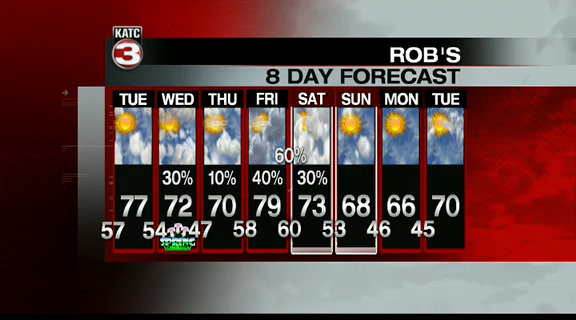 KATC
3
ROB'S
8 DAY FORECAST
TUE WED THU FRI SAT SUN MON TUE
60%
30% 10% 40% 30%
77 72 70 79 73 68 66 70
57 54 47 58 60 53 46 45
SPRING